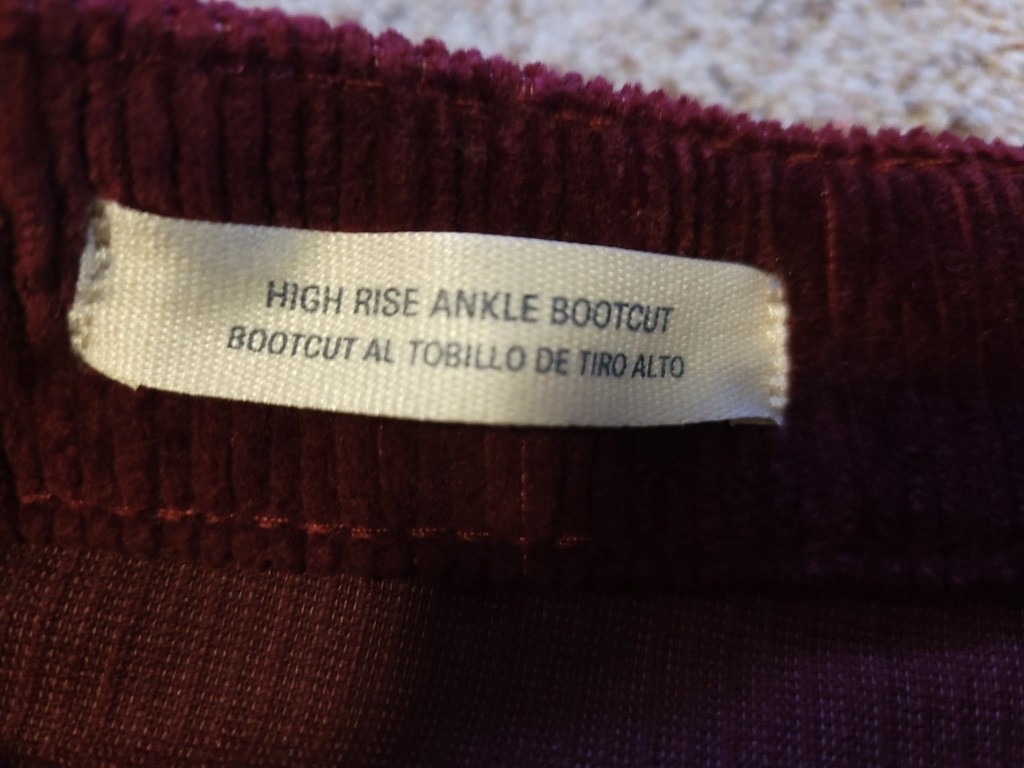 HIGH RISE ANKLE BOOTCUT
BOOTCUT AL TOBILLO DE TIRO ALTO